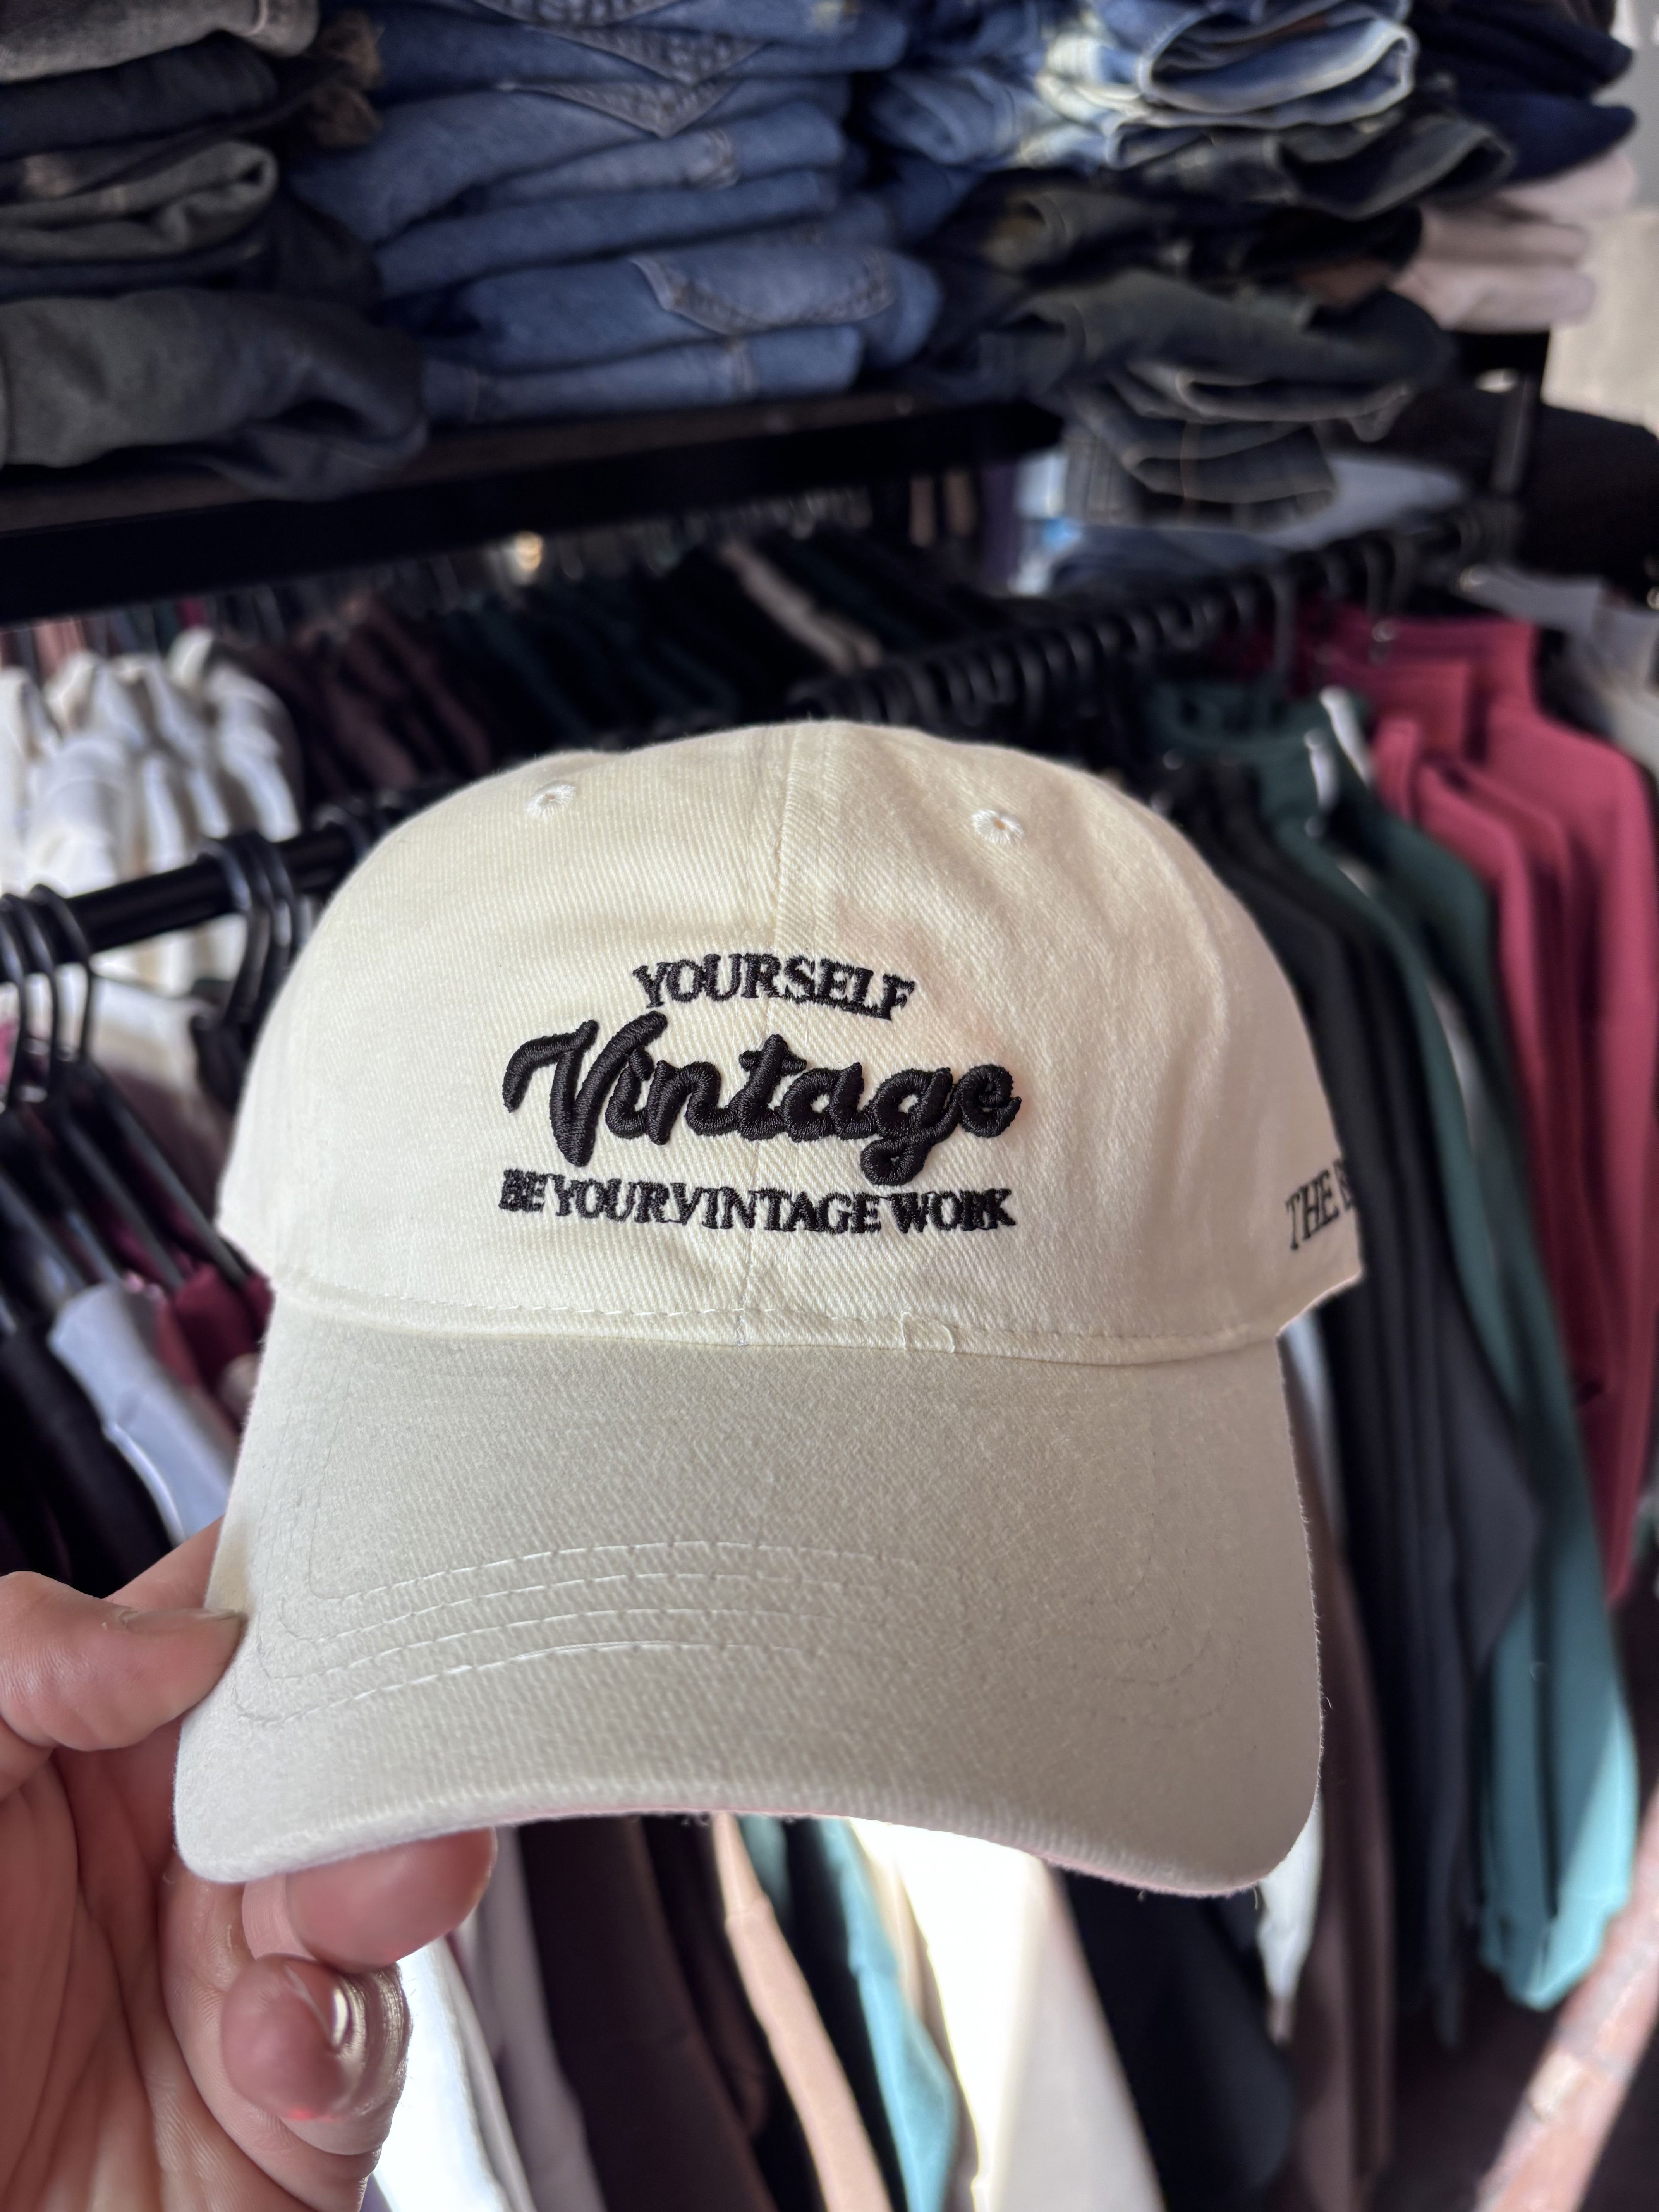 YOURSELF
Vintage
BE YOUR VINTAGE WORK
THE